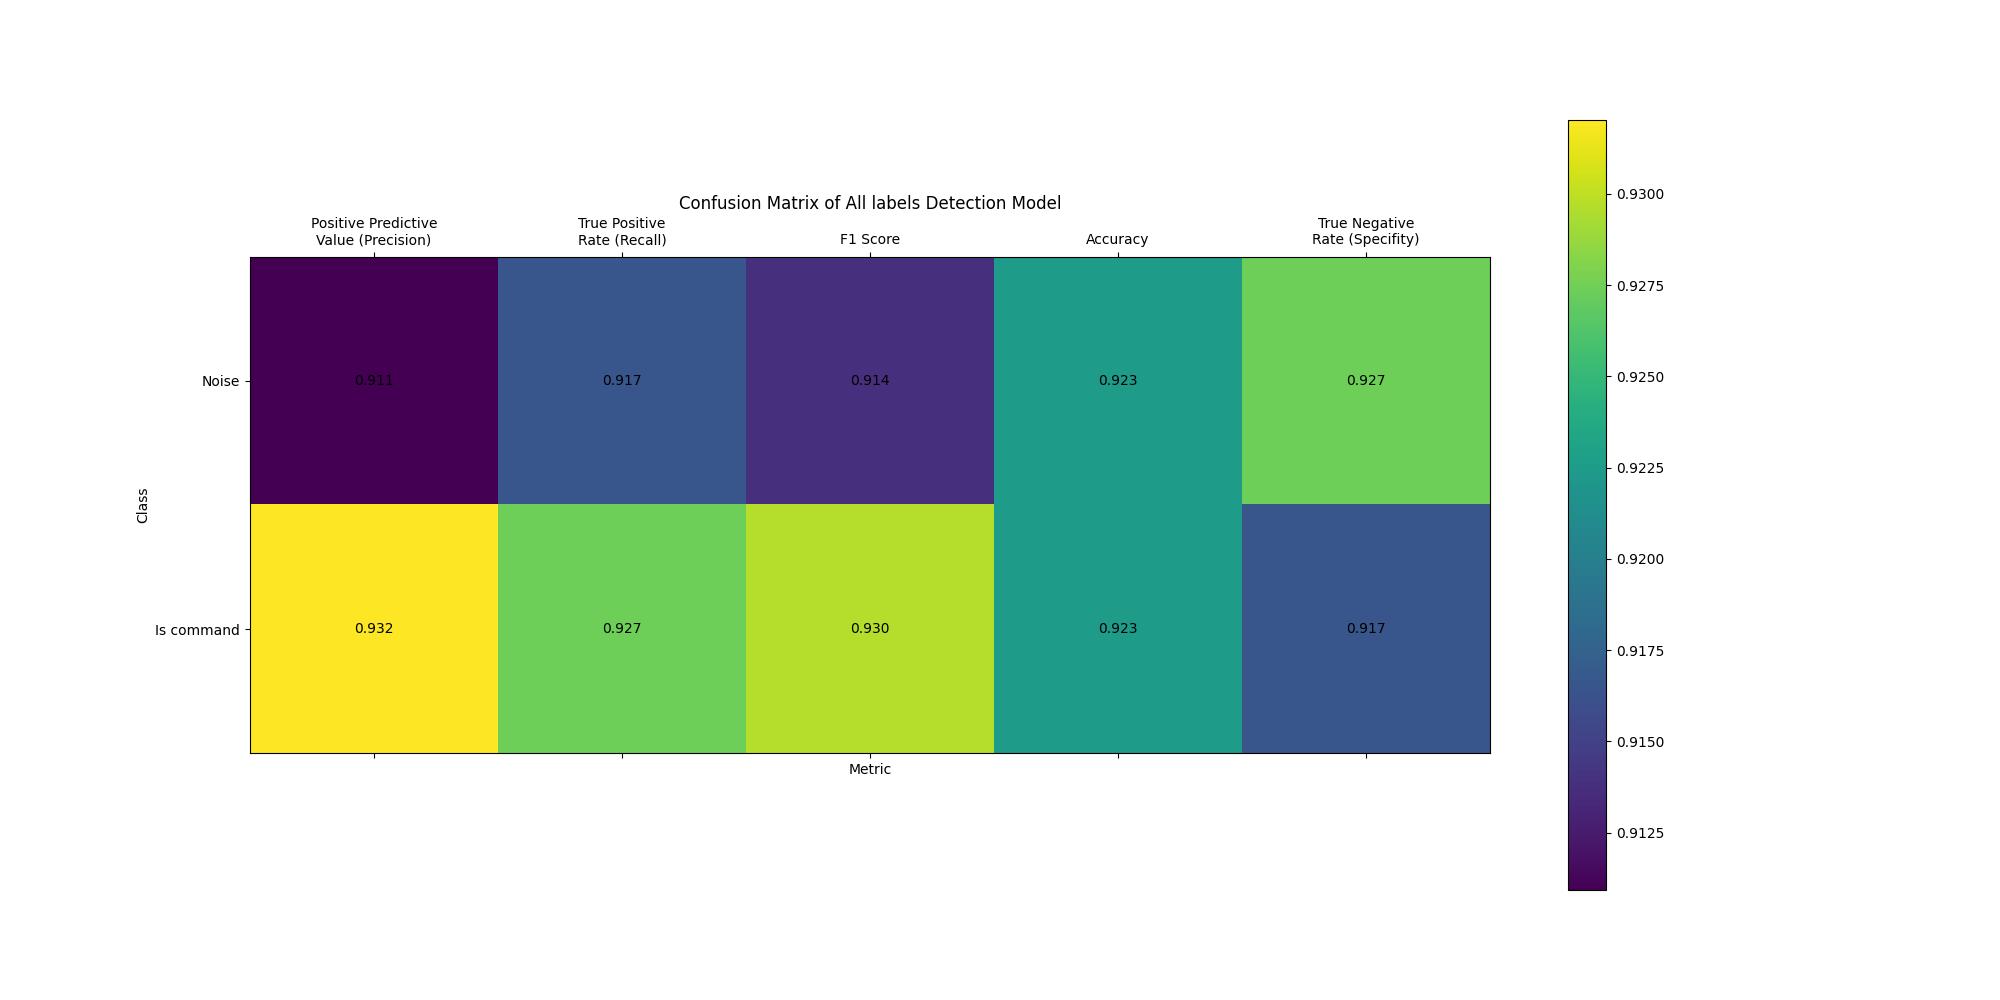 Confusion Matrix of All labels Detection Model
Positive Predictive
Value (Precision)
True Positive
Rate (Recall)
F1 Score
Accuracy
True Negative
Rate (Specifity)
Noise
0.911
0.917
0.914
0.923
0.927
Is command
0.932
0.927
0.930
0.923
0.917
Class
Metric
0.9300
0.9275
0.9250
0.9225
0.9200
0.9175
0.9150
0.9125